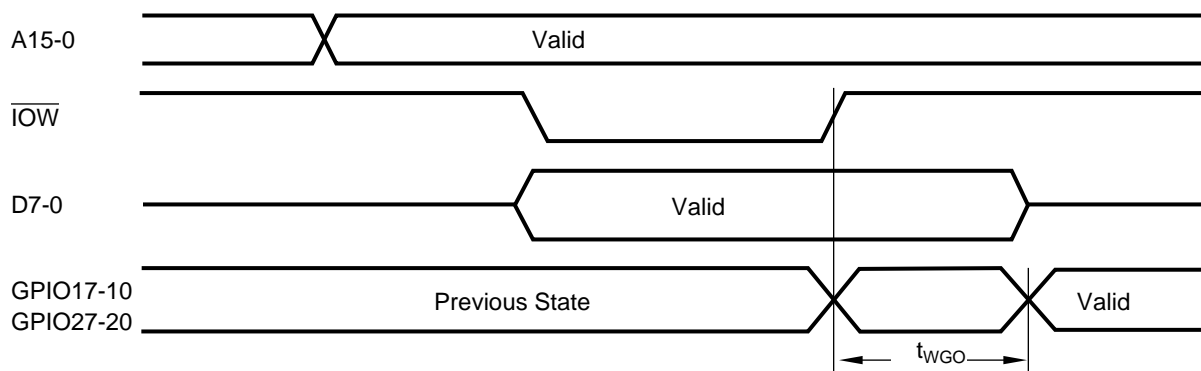 A15-0
Valid
IOW
D7-0
Valid
GPIO17-10
GPIO27-20
Previous State
Valid
tWGO